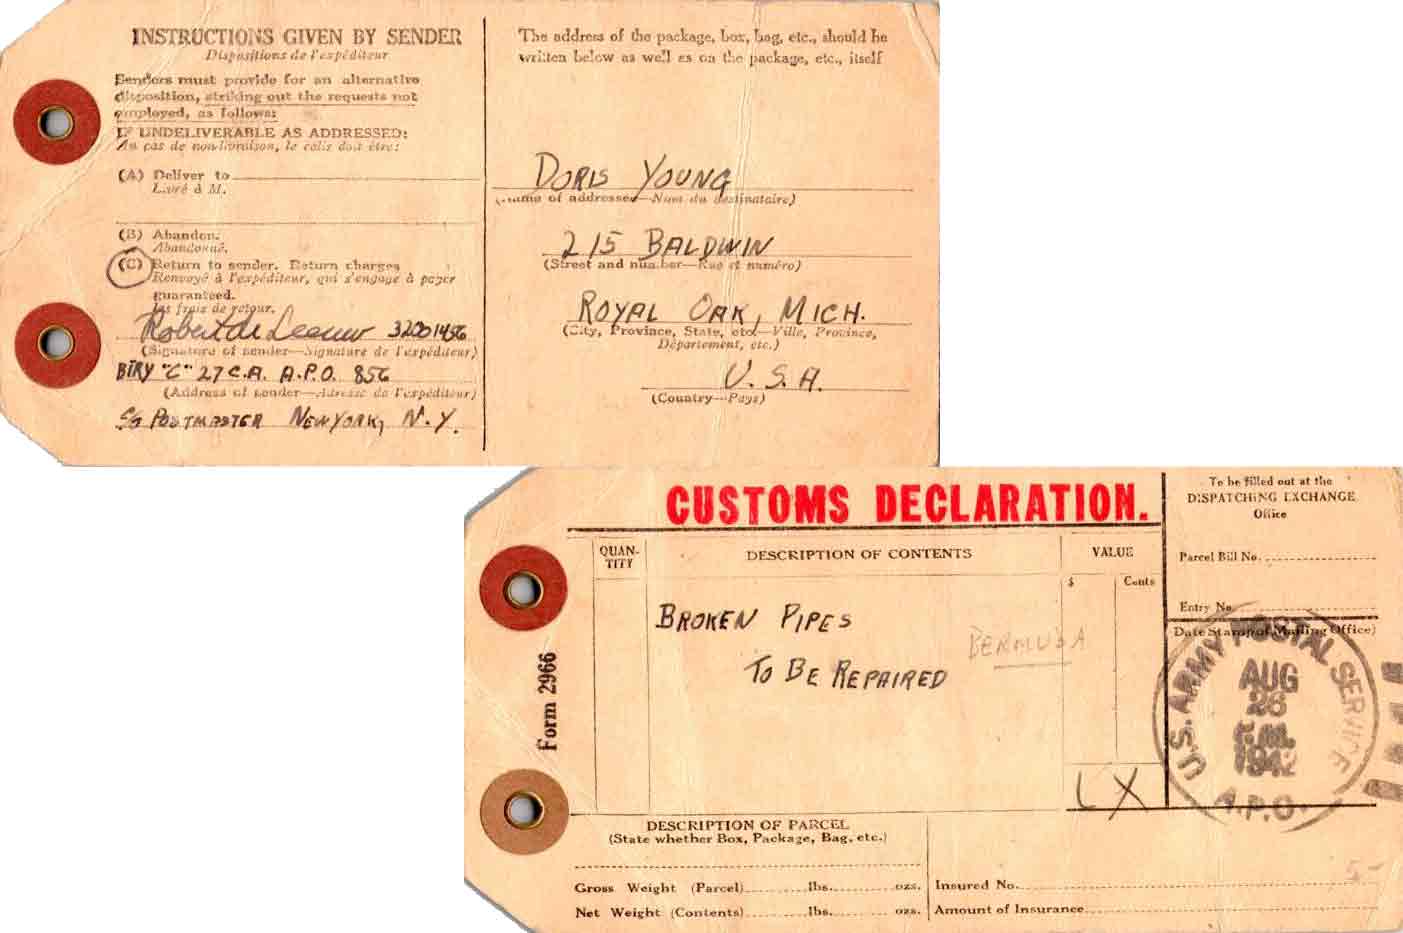 INSTRUCTIONS GIVEN BY SENDER
Dispositions de l'expéditeur
Senders must provide for an alternative
disposition, striking out the requests not
employed, as follows:
IF UNDELIVERABLE AS ADDRESSED:
Au cas de non-livraison, le colis doit être:
(A) Deliver to
Livré à M.
(B) Abandon.
Abandonné.
(C) Return to sender. Return charges
Renvoyé à l'expéditeur, qui s'engage à payer
guaranteed.
les frais de retour.
Robert de Leeuw 32001456
(Signature of sender—Signature de l'expéditeur)
BTRY "C" 27 C.A. A.P.O. 856
(Address of sender—Adresse de l'expéditeur)
c/o POSTMASTER NEW YORK, N.Y.
The address of the package, box, bag, etc., should be
written below as well as on the package, etc., itself
DORIS YOUNG
(Name of addressee—Nom du destinataire)
215 BALDWIN
(Street and number—Rue et numéro)
ROYAL OAK, MICH.
(City, Province, State, etc.—Ville, Province,
Département, etc.)
U.S.A.
(Country—Pays)
CUSTOMS DECLARATION.
To be filled out at the
DISPATCHING EXCHANGE
Office
Parcel Bill No.
Entry No.
Date Stamp of Mailing Office)
U.S. ARMY POSTAL SERVICE
AUG
26
P.M.
1942
A.P.O.
QUAN-
TITY
DESCRIPTION OF CONTENTS
VALUE
$ Cents
BROKEN PIPES
TO BE REPAIRED
BERMUDA
Form 2966
DESCRIPTION OF PARCEL
(State whether Box, Package, Bag, etc.)
Gross Weight (Parcel) lbs. ozs.
Net Weight (Contents) lbs. ozs.
Insured No.
5-
Amount of Insurance